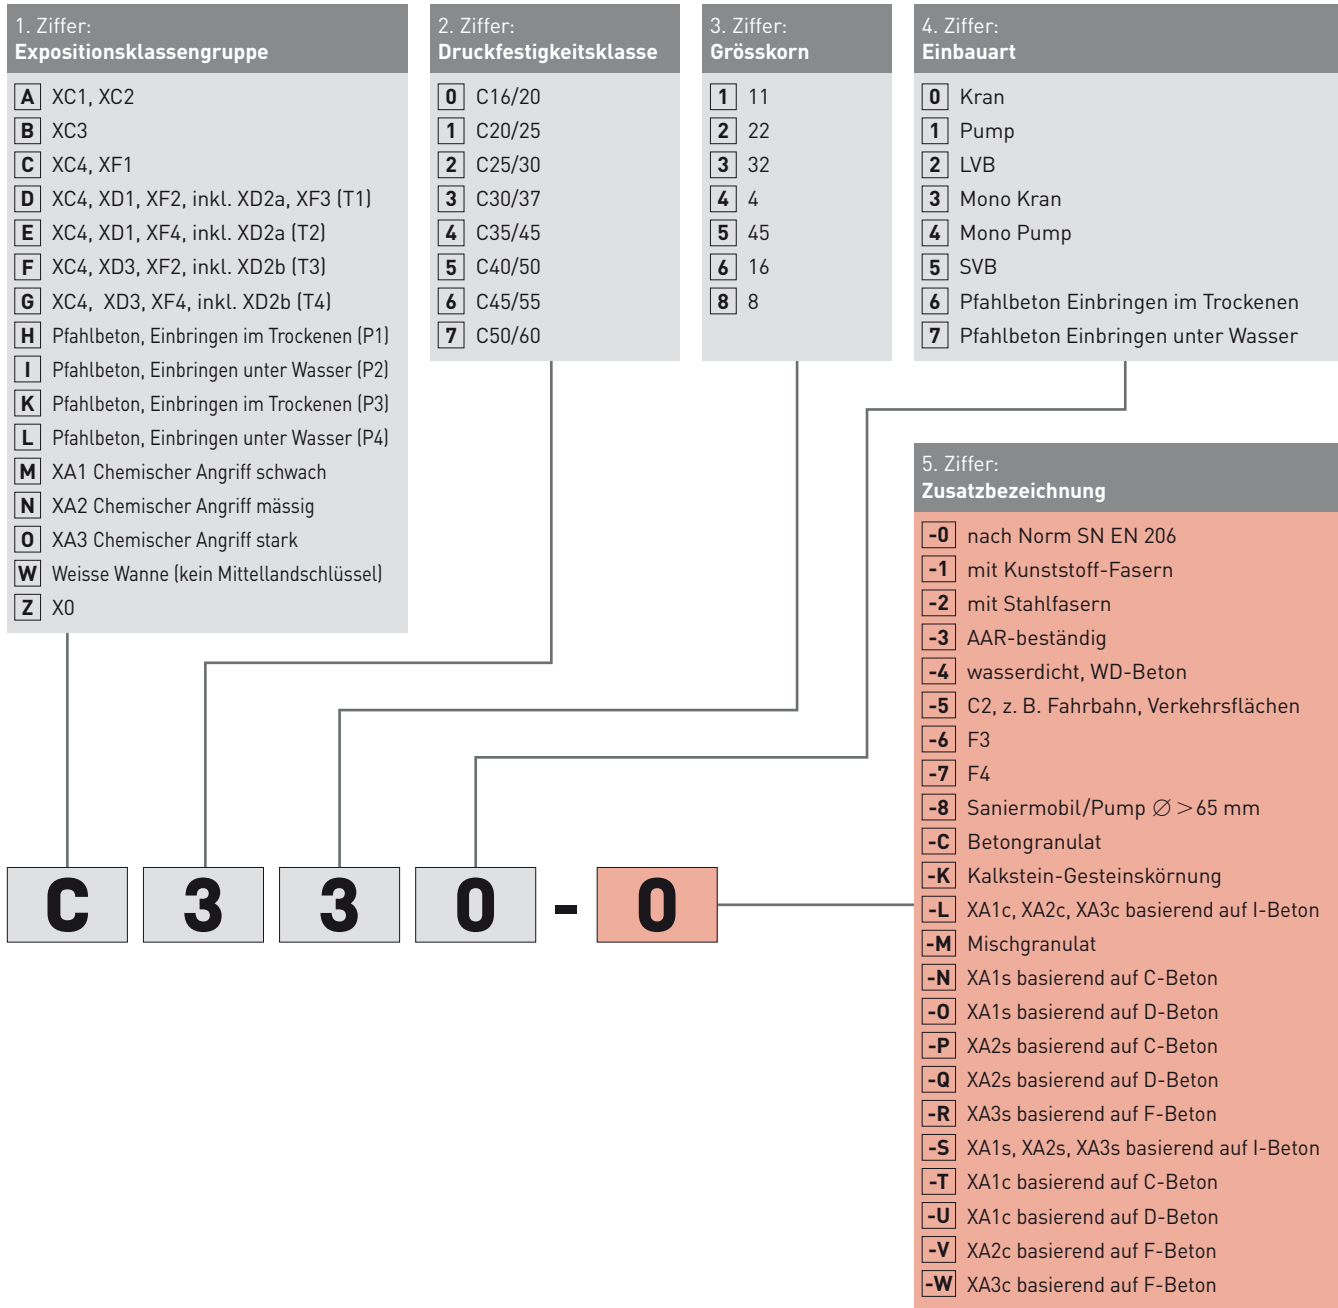 1. Ziffer:
Expositionsklassengruppe
A XC1, XC2
B XC3
C XC4, XF1
D XC4, XD1, XF2, inkl. XD2a, XF3 (T1)
E XC4, XD1, XF4, inkl. XD2a (T2)
F XC4, XD3, XF2, inkl. XD2b (T3)
G XC4, XD3, XF4, inkl. XD2b (T4)
H Pfahlbeton, Einbringen im Trockenen (P1)
I Pfahlbeton, Einbringen unter Wasser (P2)
K Pfahlbeton, Einbringen im Trockenen (P3)
L Pfahlbeton, Einbringen unter Wasser (P4)
M XA1 Chemischer Angriff schwach
N XA2 Chemischer Angriff mässig
O XA3 Chemischer Angriff stark
W Weisse Wanne (kein Mittellandschlüssel)
Z X0
2. Ziffer:
Druckfestigkeitsklasse
0 C16/20
1 C20/25
2 C25/30
3 C30/37
4 C35/45
5 C40/50
6 C45/55
7 C50/60
3. Ziffer:
Grösskorn
1 11
2 22
3 32
4 4
5 45
6 16
8 8
4. Ziffer:
Einbauart
0 Kran
1 Pump
2 LVB
3 Mono Kran
4 Mono Pump
5 SVB
6 Pfahlbeton Einbringen im Trockenen
7 Pfahlbeton Einbringen unter Wasser
5. Ziffer:
Zusatzbezeichnung
-0 nach Norm SN EN 206
-1 mit Kunststoff-Fasern
-2 mit Stahlfasern
-3 AAR-beständig
-4 wasserdicht, WD-Beton
-5 C2, z. B. Fahrbahn, Verkehrsflächen
-6 F3
-7 F4
-8 Saniermobil/Pump ∅ >65 mm
-C Betongranulat
-K Kalkstein-Gesteinskörnung
-L XA1c, XA2c, XA3c basierend auf I-Beton
-M Mischgranulat
-N XA1s basierend auf C-Beton
-O XA1s basierend auf D-Beton
-P XA2s basierend auf C-Beton
-Q XA2s basierend auf D-Beton
-R XA3s basierend auf F-Beton
-S XA1s, XA2s, XA3s basierend auf I-Beton
-T XA1c basierend auf C-Beton
-U XA1c basierend auf D-Beton
-V XA2c basierend auf F-Beton
-W XA3c basierend auf F-Beton
C 3 3 0 - 0